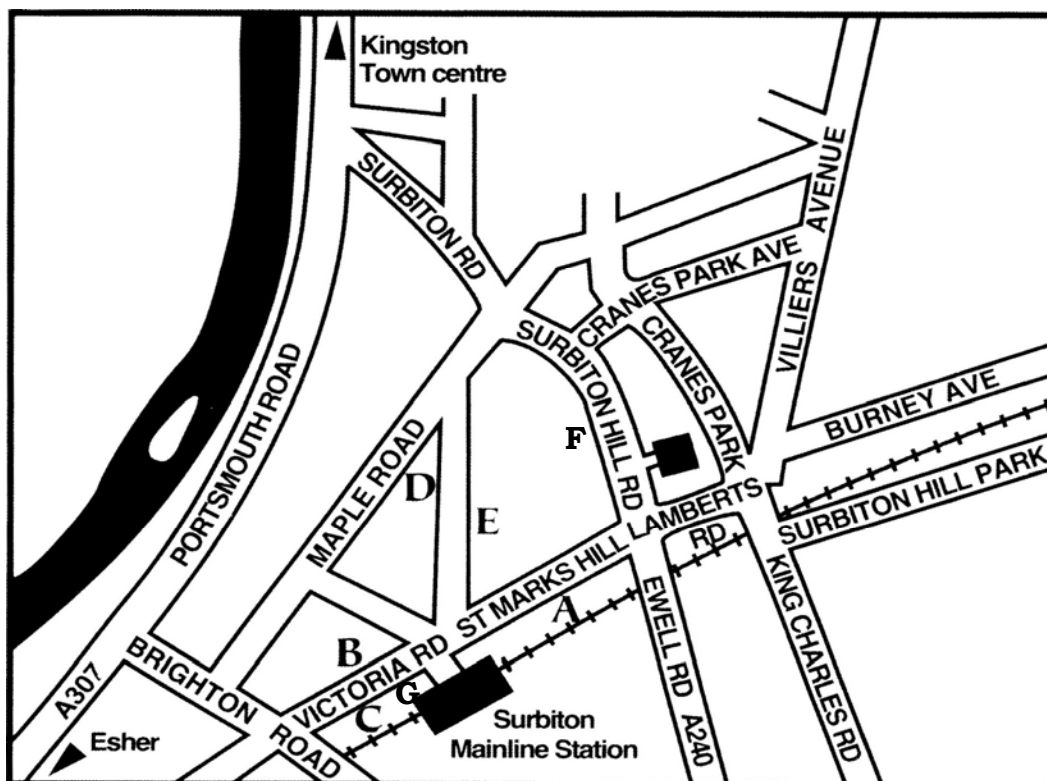 Kingston
Town centre
SURBITON RD
VILLIERS AVENUE
CRANES PARK AVE
SURBITON HILL RD
CRANES PARK
PORTSMOUTH ROAD
MAPLE ROAD
BURNEY AVE
F
D
E
LAMBERTS RD
SURBITON HILL PARK
ST MARKS HILL
A
B
VICTORIA RD
G
C
BRIGHTON ROAD
A307
EWELL RD A240
KING CHARLES RD
Esher
Surbiton
Mainline Station